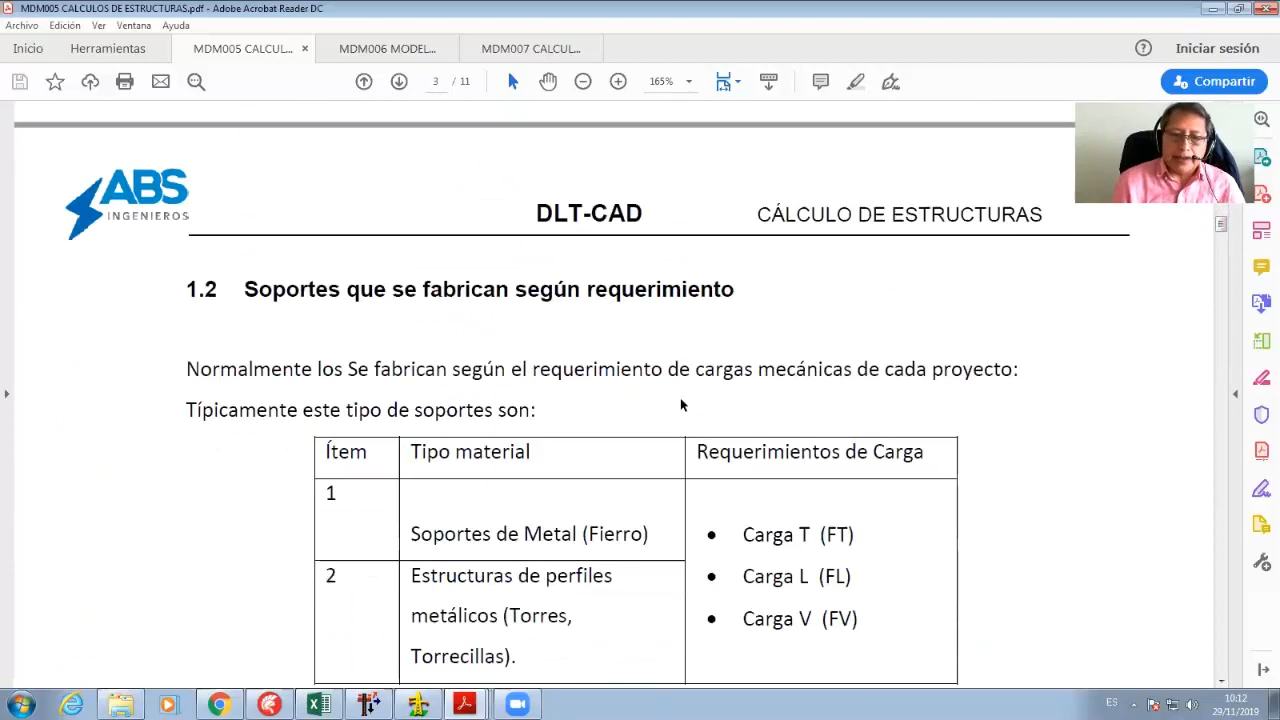 MDM005 CALCULOS DE ESTRUCTURAS.pdf - Adobe Acrobat Reader DC
Archivo Edición Ver Ventana Ayuda
Inicio Herramientas MDM005 CALCUL... × MDM006 MODEL... MDM007 CALCUL... Iniciar sesión
3 / 11 165% Compartir
ABS
INGENIEROS
DLT-CAD CÁLCULO DE ESTRUCTURAS
1.2 Soportes que se fabrican según requerimiento
Normalmente los Se fabrican según el requerimiento de cargas mecánicas de cada proyecto:
Típicamente este tipo de soportes son:
Ítem Tipo material Requerimientos de Carga
1
Soportes de Metal (Fierro) • Carga T (FT)
2 Estructuras de perfiles • Carga L (FL)
metálicos (Torres, • Carga V (FV)
Torrecillas).
ES 10:12
29/11/2019